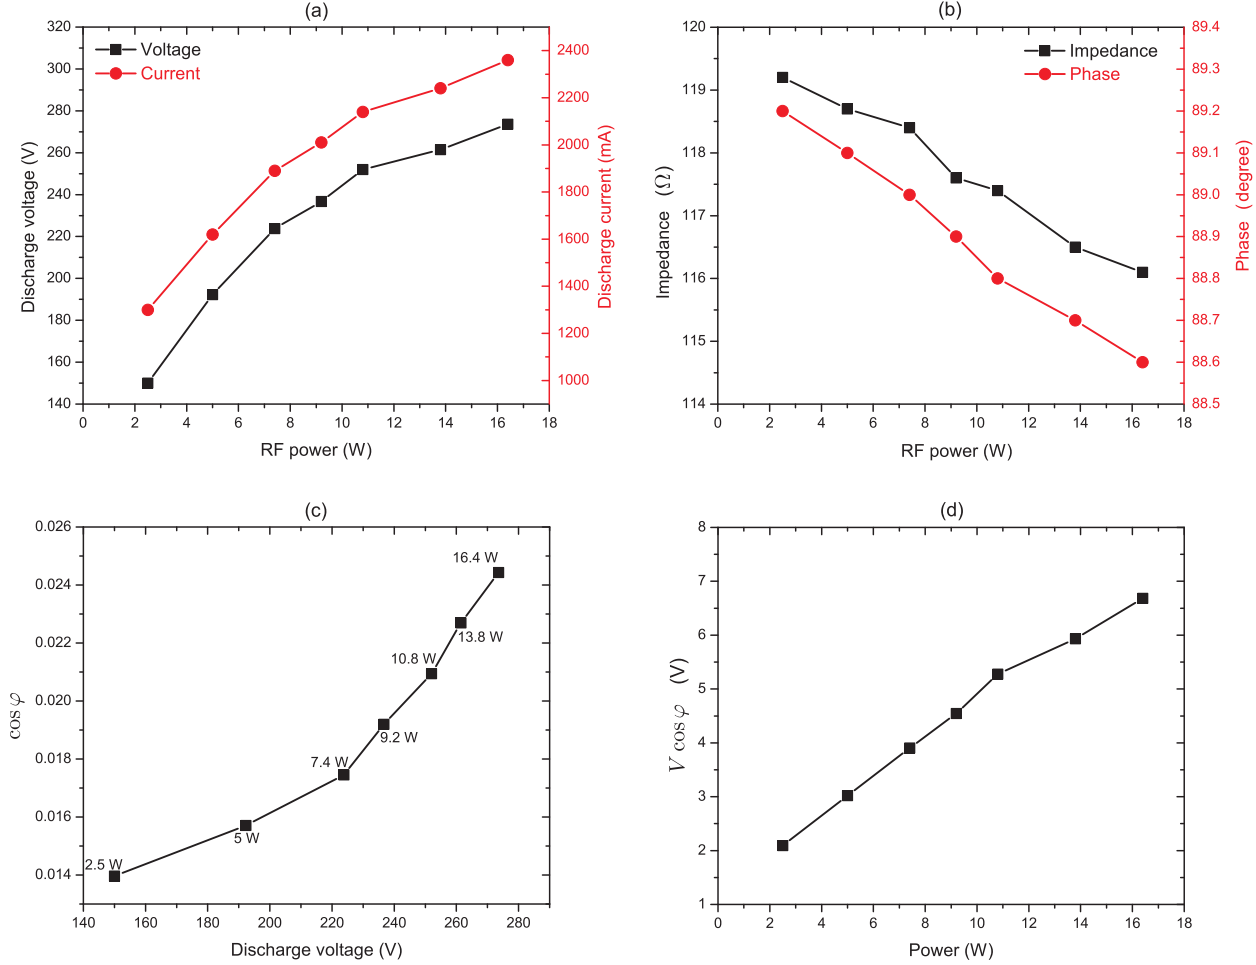 (a)
320
300
280
260
240
220
200
180
160
140
Discharge voltage (V)
Voltage
Current
2400
2200
2000
1800
1600
1400
1200
1000
Discharge current (mA)
0 2 4 6 8 10 12 14 16 18
RF power (W)
(b)
120
119
118
117
116
115
114
Impedance (Ω)
Impedance
Phase
89.4
89.3
89.2
89.1
89.0
88.9
88.8
88.7
88.6
88.5
Phase ( degree)
0 2 4 6 8 10 12 14 16 18
RF power (W)
(c)
0.026
0.024
0.022
0.020
0.018
0.016
0.014
cos φ
16.4 W
13.8 W
10.8 W
9.2 W
7.4 W
5 W
2.5 W
140 160 180 200 220 240 260 280
Discharge voltage (V)
(d)
8
7
6
5
4
3
2
1
V cos φ (V)
0 2 4 6 8 10 12 14 16 18
Power (W)